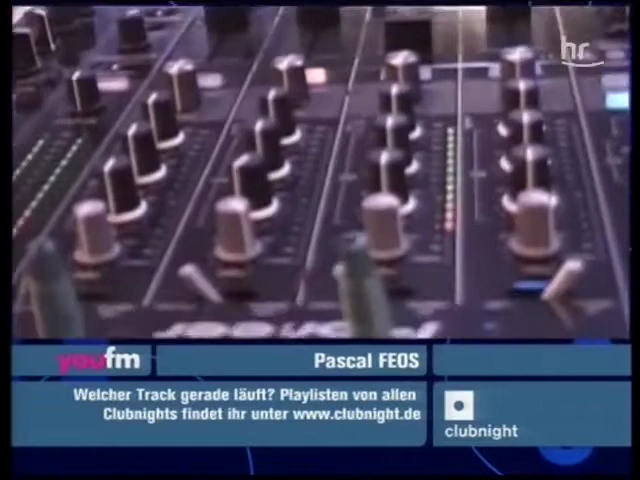 hr
youfm
Pascal FEOS
Welcher Track gerade läuft? Playlisten von allen
Clubnights findet ihr unter www.clubnight.de
clubnight